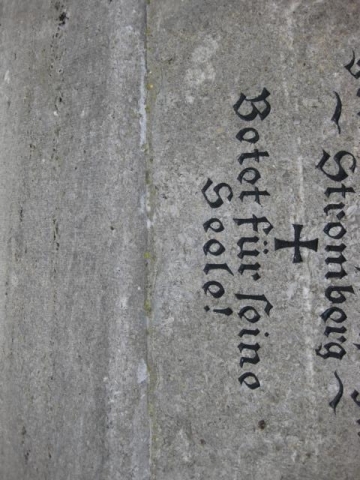 ~ Stromberg ~
Betet für seine
Seele!